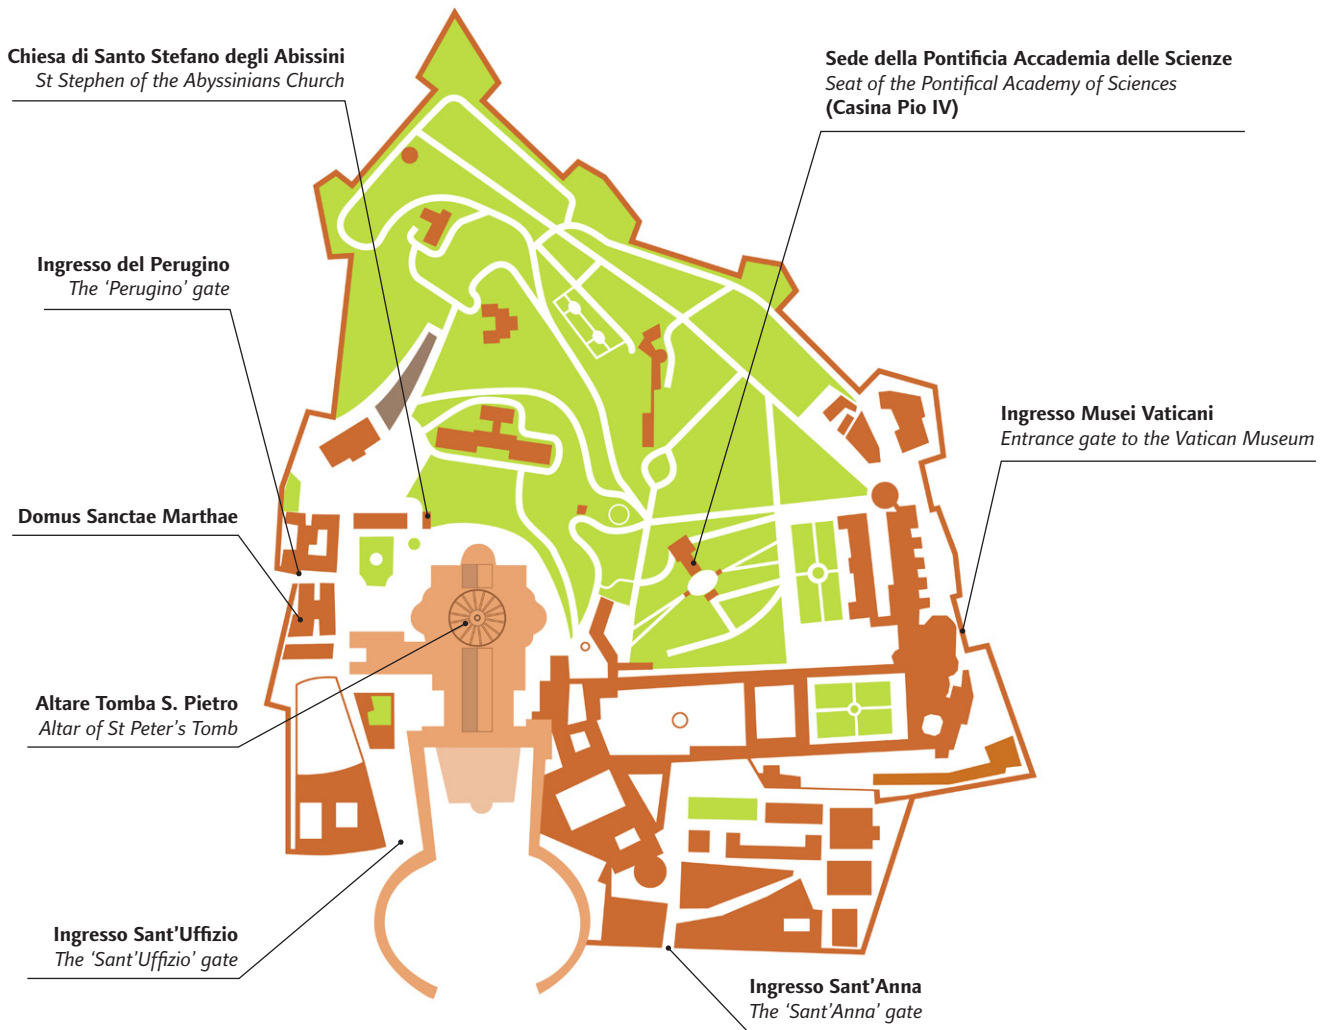 Chiesa di Santo Stefano degli Abissini
St Stephen of the Abyssinians Church
Sede della Pontificia Accademia delle Scienze
Seat of the Pontifical Academy of Sciences
(Casina Pio IV)
Ingresso del Perugino
The ‘Perugino’ gate
Ingresso Musei Vaticani
Entrance gate to the Vatican Museum
Domus Sanctae Marthae
Altare Tomba S. Pietro
Altar of St Peter’s Tomb
Ingresso Sant’Uffizio
The ‘Sant’Uffizio’ gate
Ingresso Sant’Anna
The ‘Sant’Anna’ gate